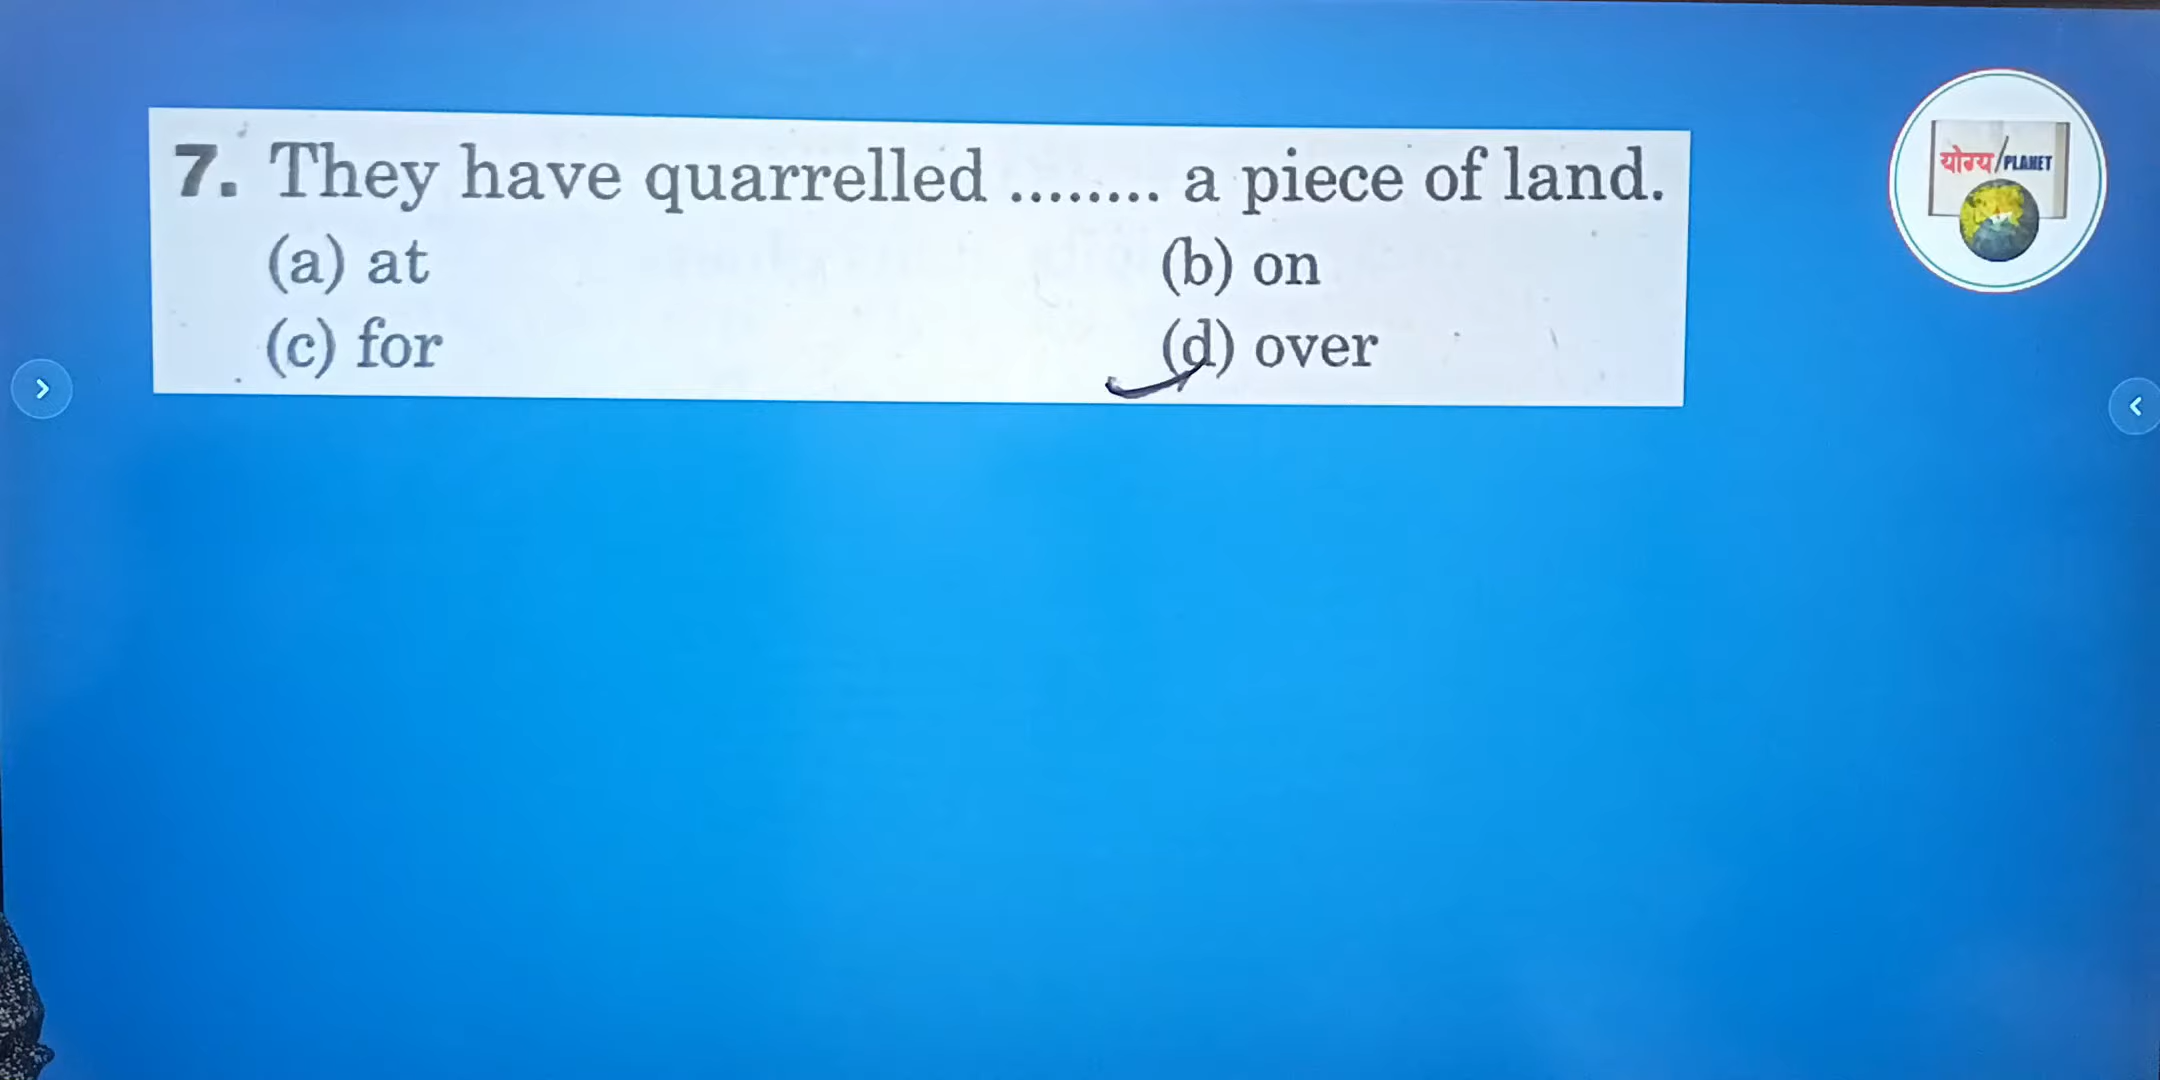 7. They have quarrelled ........ a piece of land.
(a) at (b) on
(c) for (d) over
योग्य/PLANET